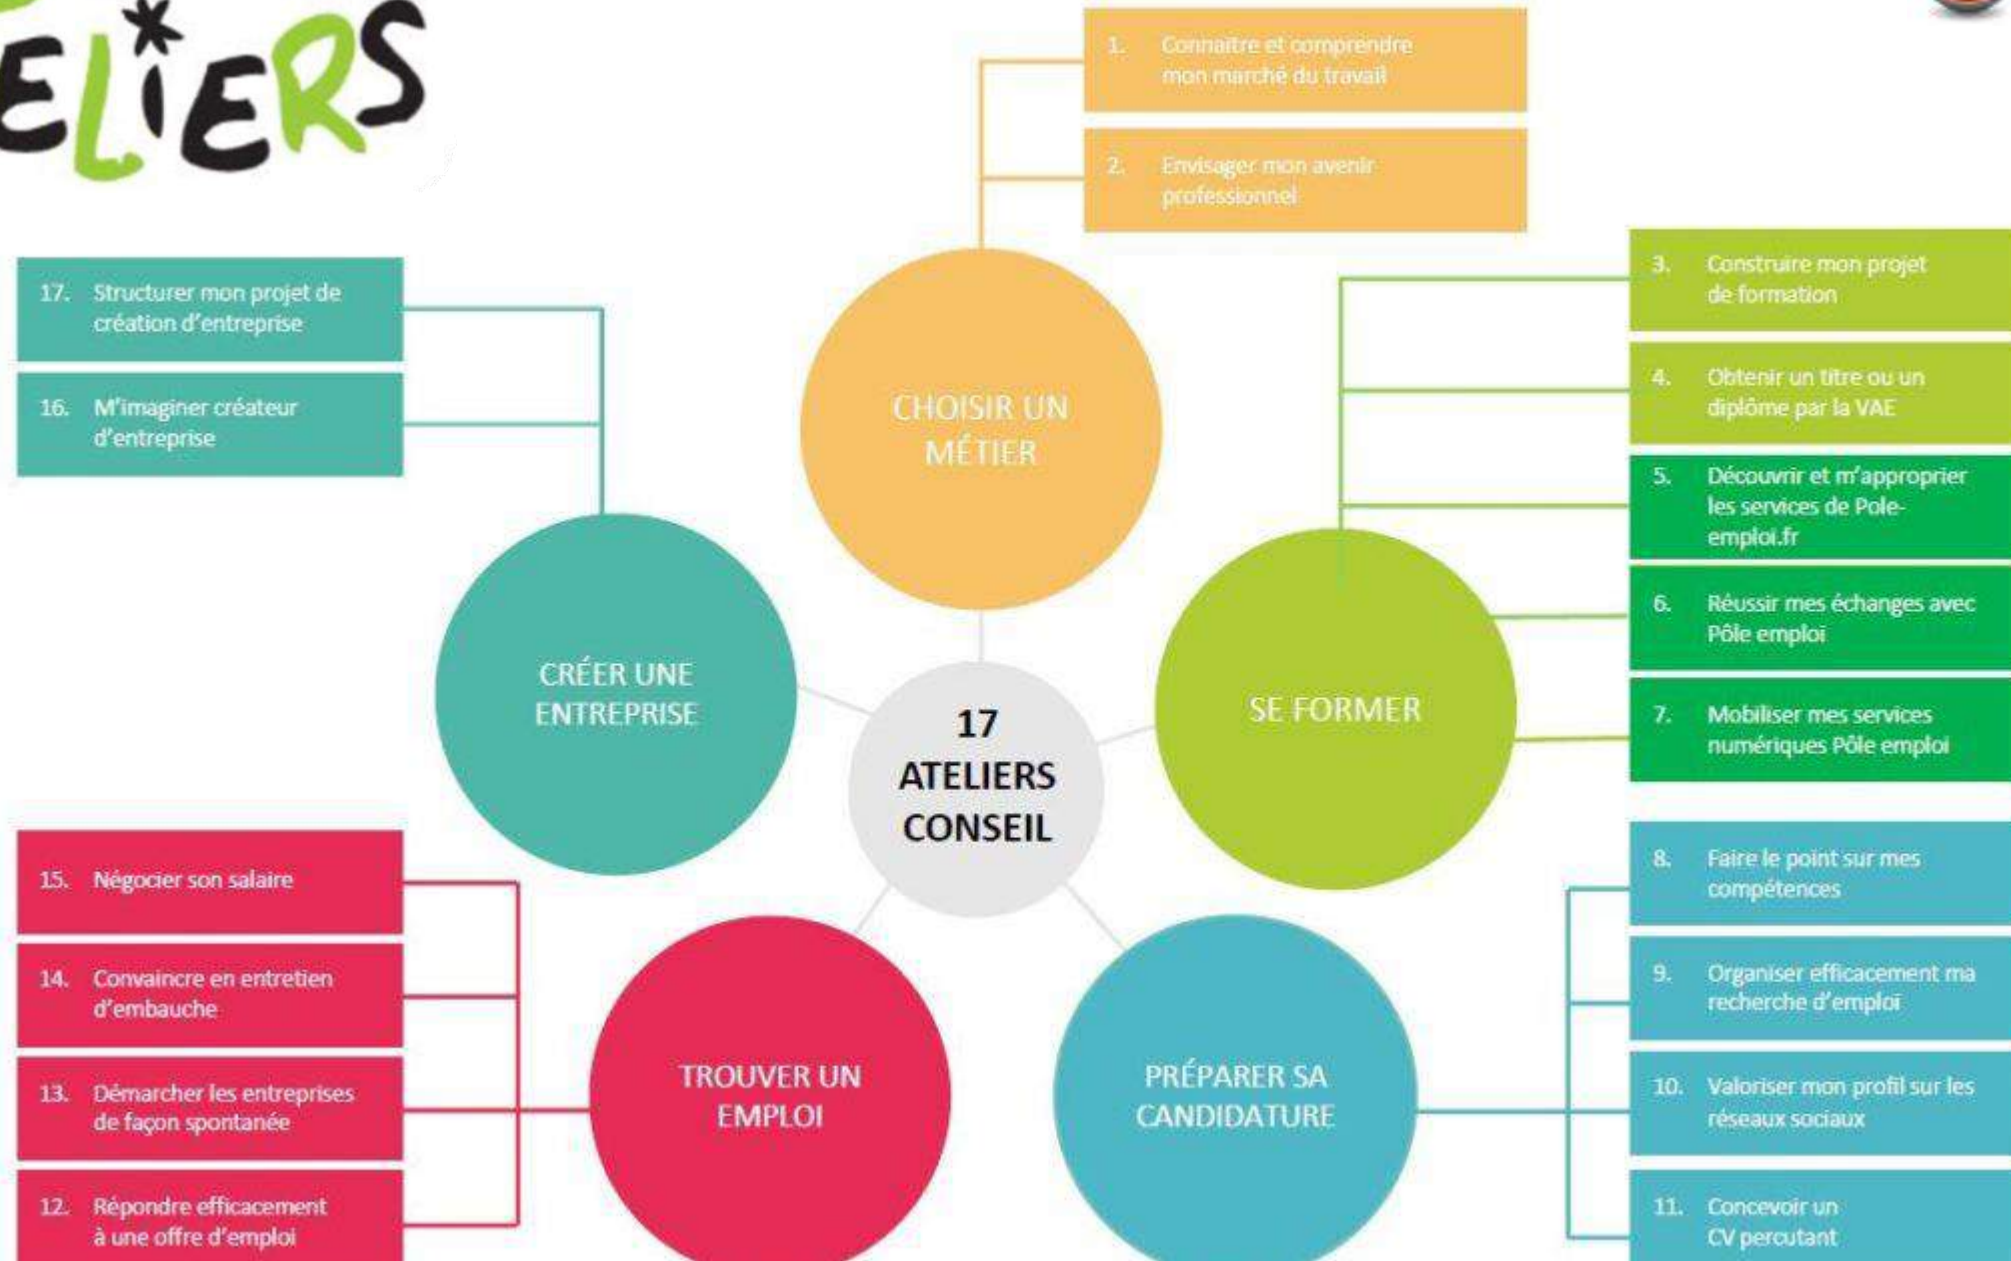 ELiERS
1. Connaître et comprendre
mon marché du travail
2. Envisager mon avenir
professionnel
CHOISIR UN
MÉTIER
3. Construire mon projet
de formation
4. Obtenir un titre ou un
diplôme par la VAE
5. Découvrir et m'approprier
les services de Pole-
emploi.fr
6. Réussir mes échanges avec
Pôle emploi
7. Mobiliser mes services
numériques Pôle emploi
SE FORMER
8. Faire le point sur mes
compétences
9. Organiser efficacement ma
recherche d'emploi
10. Valoriser mon profil sur les
réseaux sociaux
11. Concevoir un
CV percutant
PRÉPARER SA
CANDIDATURE
12. Répondre efficacement
à une offre d'emploi
13. Démarcher les entreprises
de façon spontanée
14. Convaincre en entretien
d'embauche
15. Négocier son salaire
TROUVER UN
EMPLOI
16. M'imaginer créateur
d'entreprise
17. Structurer mon projet de
création d'entreprise
CRÉER UNE
ENTREPRISE
17
ATELIERS
CONSEIL